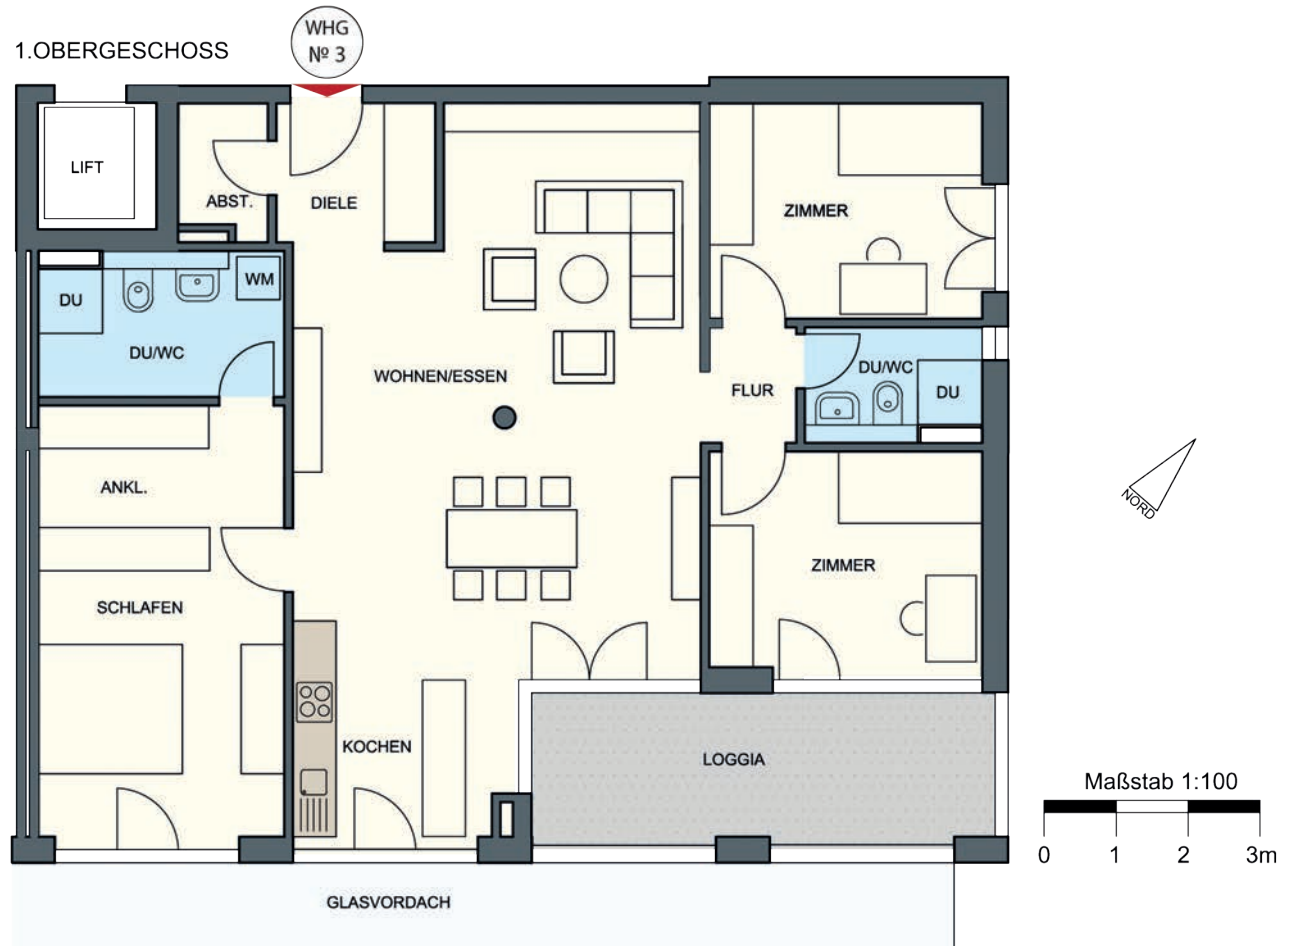 WHG
№ 3
1.OBERGESCHOSS
LIFT
ABST.
DIELE
ZIMMER
DU
WM
DU/WC
WOHNEN/ESSEN
FLUR
DU/WC
DU
ANKL.
NORD
ZIMMER
SCHLAFEN
KOCHEN
LOGGIA
Maßstab 1:100
0 1 2 3m
GLASVORDACH